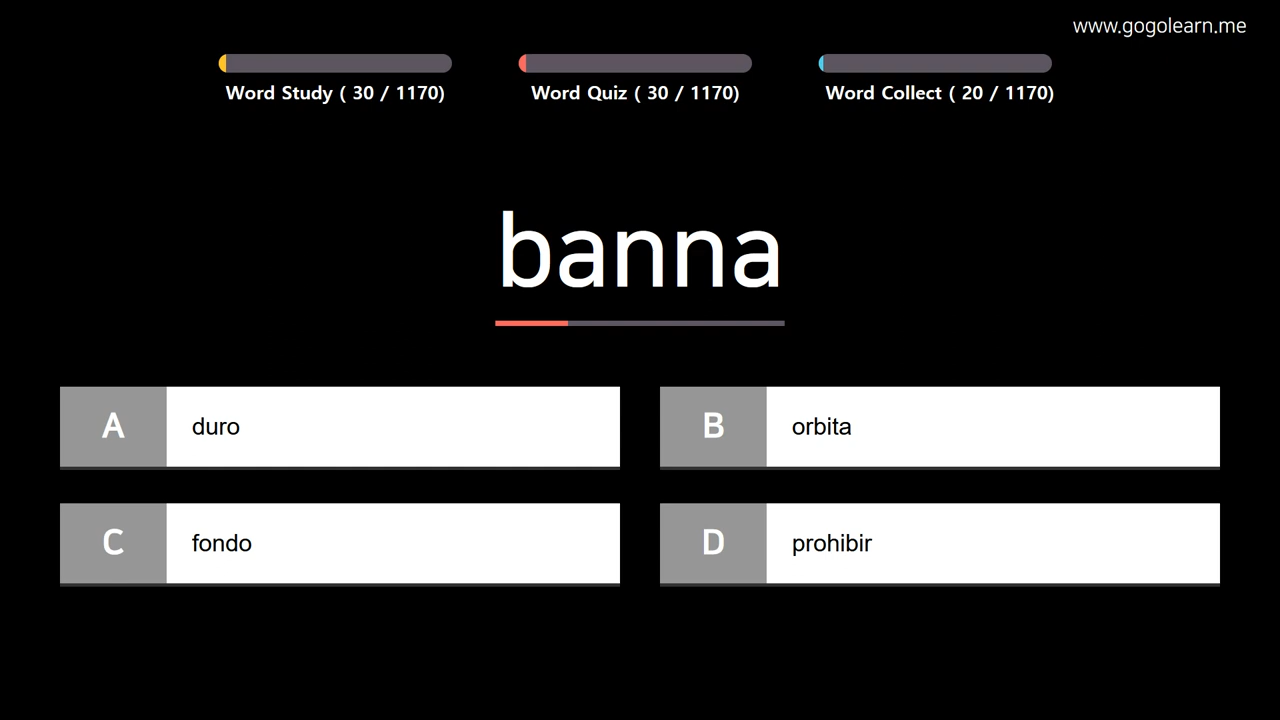 www.gogolearn.me
Word Study ( 30 / 1170)
Word Quiz ( 30 / 1170)
Word Collect ( 20 / 1170)
banna
A duro
B orbita
C fondo
D prohibir